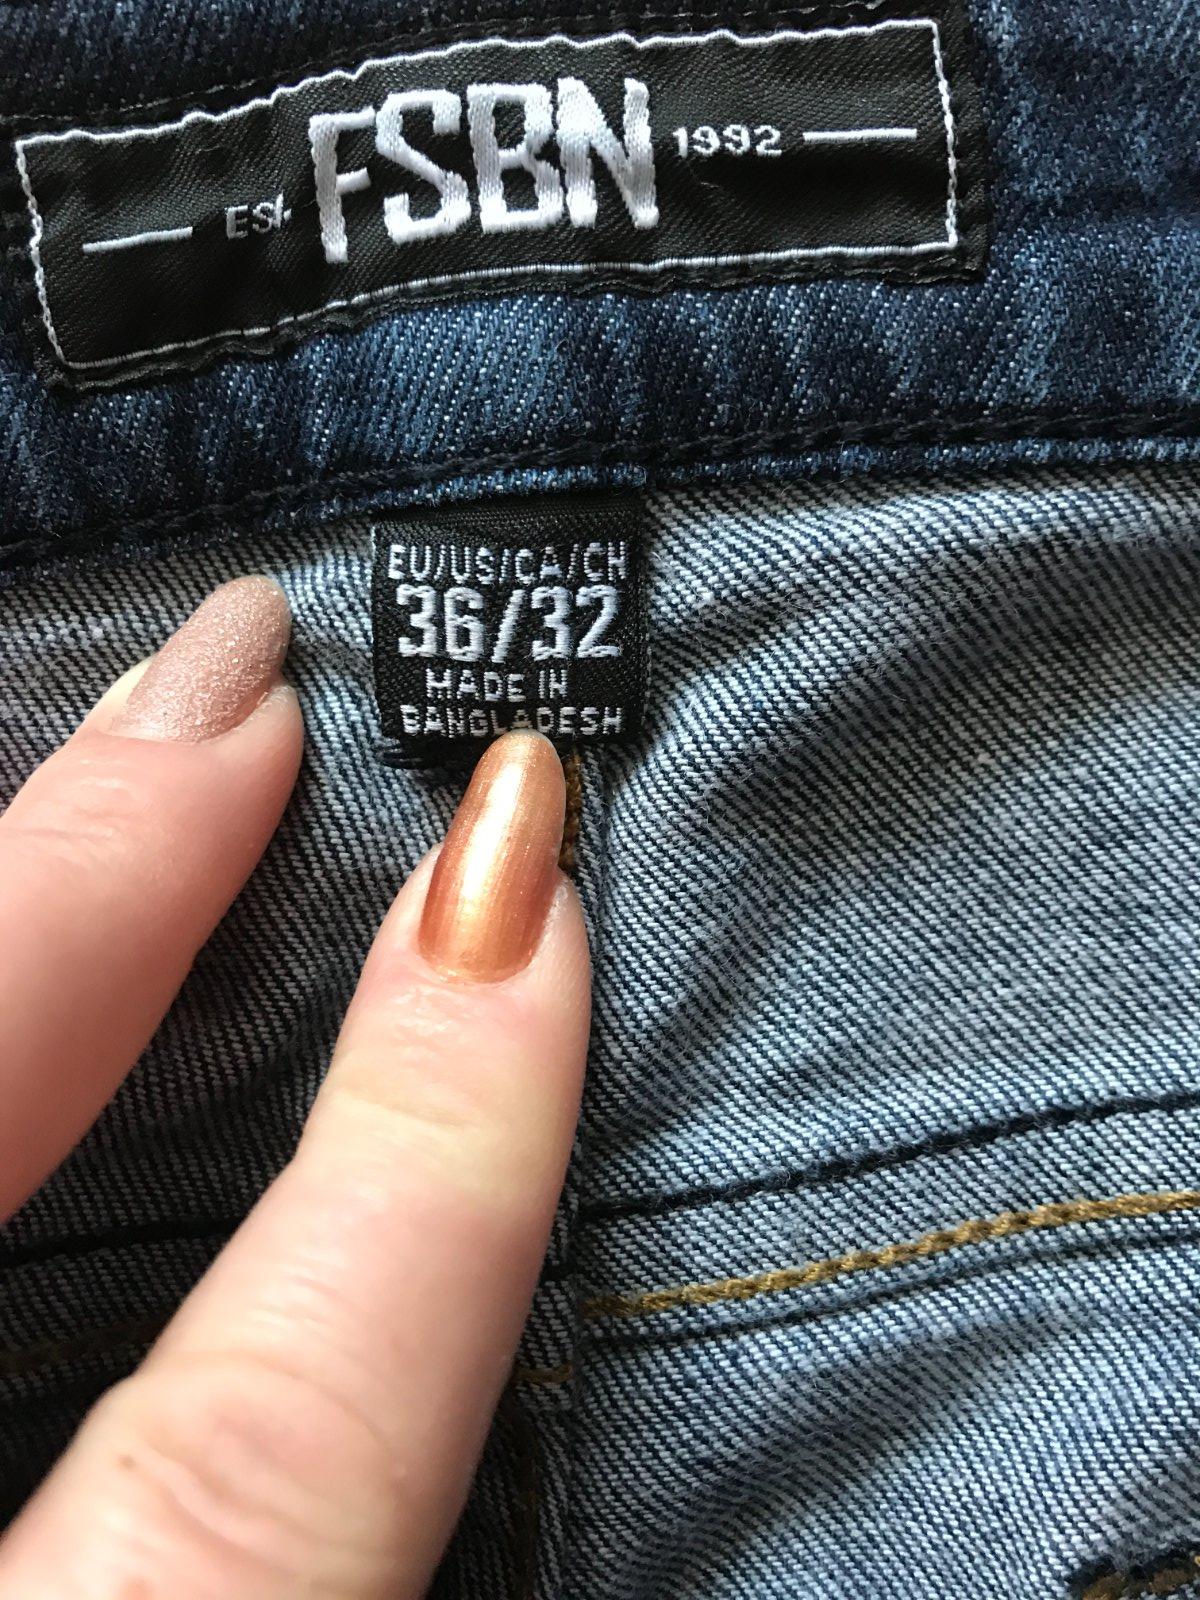 EST. FSBN 1992
EU/US/CA/CH
36/32
MADE IN
BANGLADESH